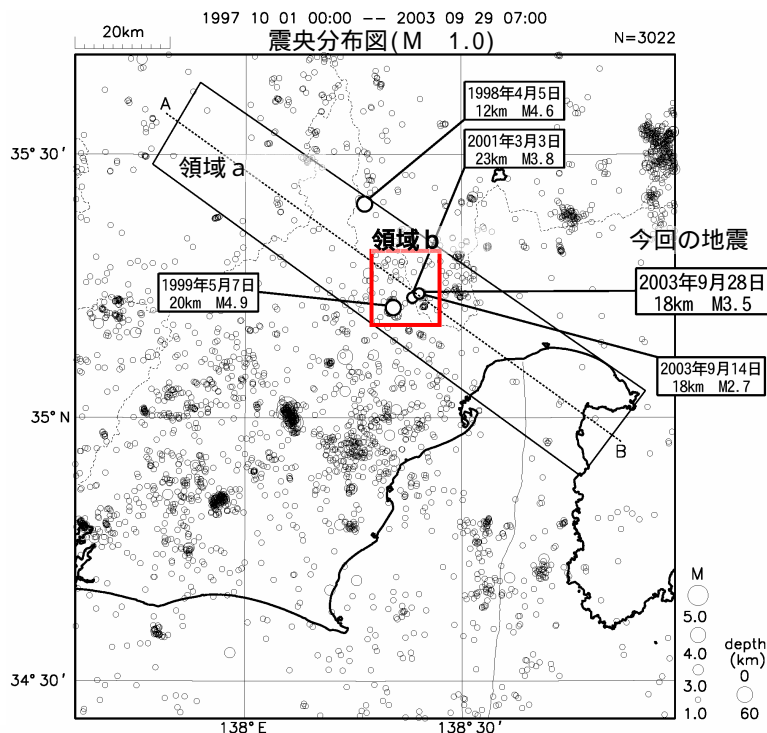 1997 10 01 00:00 -- 2003 09 29 07:00
20km
震央分布図(M 1.0)
N=3022
A
1998年4月5日
12km M4.6
2001年3月3日
23km M3.8
35°30′
領域a
領域b
今回の地震
1999年5月7日
20km M4.9
2003年9月28日
18km M3.5
2003年9月14日
18km M2.7
35°N
B
M
5.0
4.0
3.0
1.0
depth
(km)
0
60
34°30′
138°E
138°30′